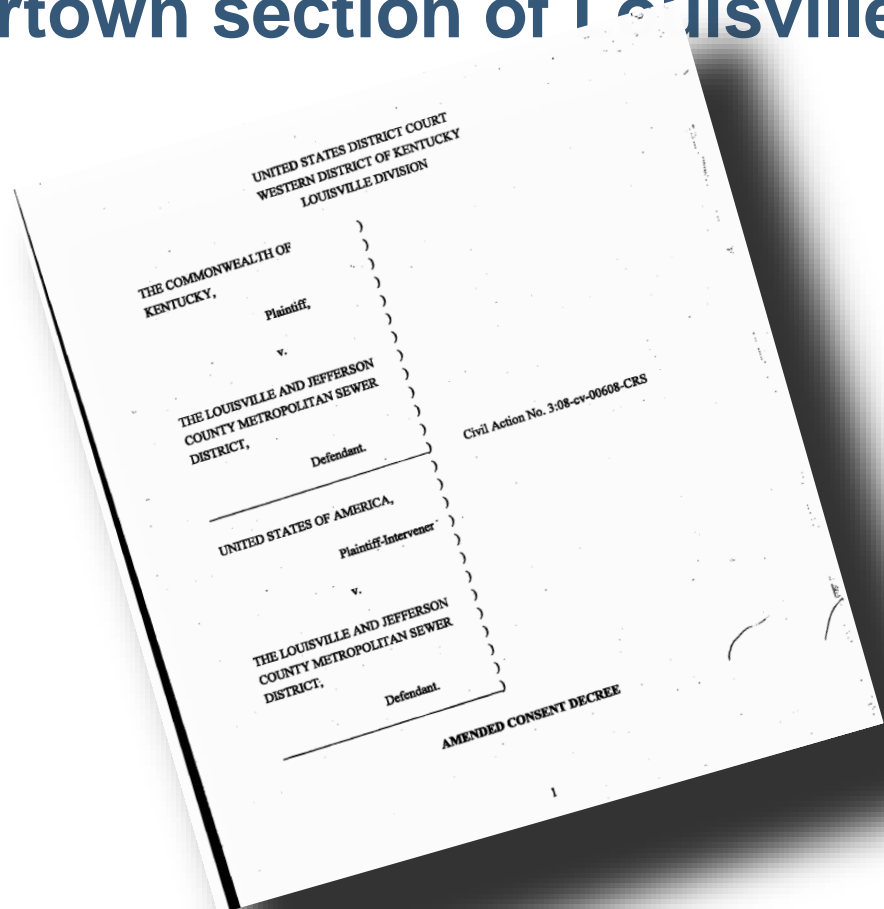 rtown section of Louisville
UNITED STATES DISTRICT COURT
WESTERN DISTRICT OF KENTUCKY
LOUISVILLE DIVISION
THE COMMONWEALTH OF
KENTUCKY,
Plaintiff,
v.
THE LOUISVILLE AND JEFFERSON
COUNTY METROPOLITAN SEWER
DISTRICT,
Defendant.
Civil Action No. 3:08-cv-00608-CRS
UNITED STATES OF AMERICA,
Plaintiff-Intervener
v.
THE LOUISVILLE AND JEFFERSON
COUNTY METROPOLITAN SEWER
DISTRICT,
Defendant.
AMENDED CONSENT DECREE
1